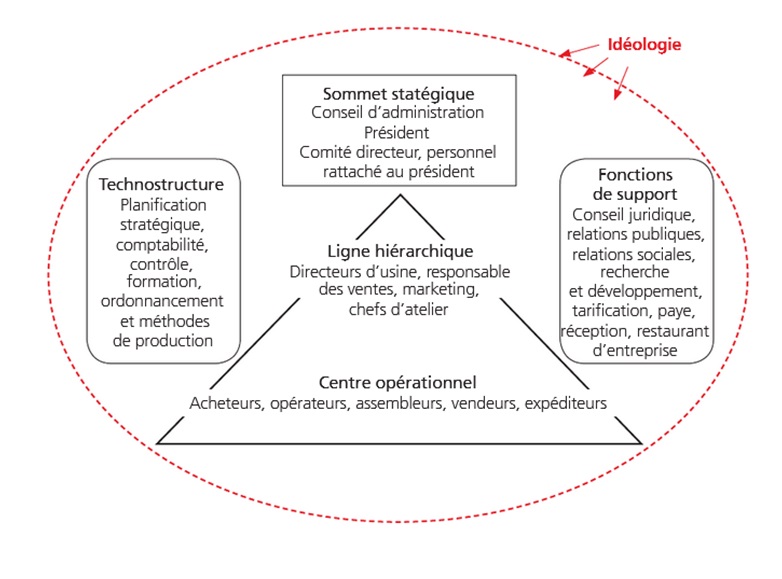 Idéologie
Sommet statégique
Conseil d'administration
Président
Comité directeur, personnel
rattaché au président
Technostructure
Planification
stratégique,
comptabilité,
contrôle,
formation,
ordonnancement
et méthodes
de production
Fonctions
de support
Conseil juridique,
relations publiques,
relations sociales,
recherche
et développement,
tarification, paye,
réception, restaurant
d'entreprise
Ligne hiérarchique
Directeurs d'usine, responsable
des ventes, marketing,
chefs d'atelier
Centre opérationnel
Acheteurs, opérateurs, assembleurs, vendeurs, expéditeurs